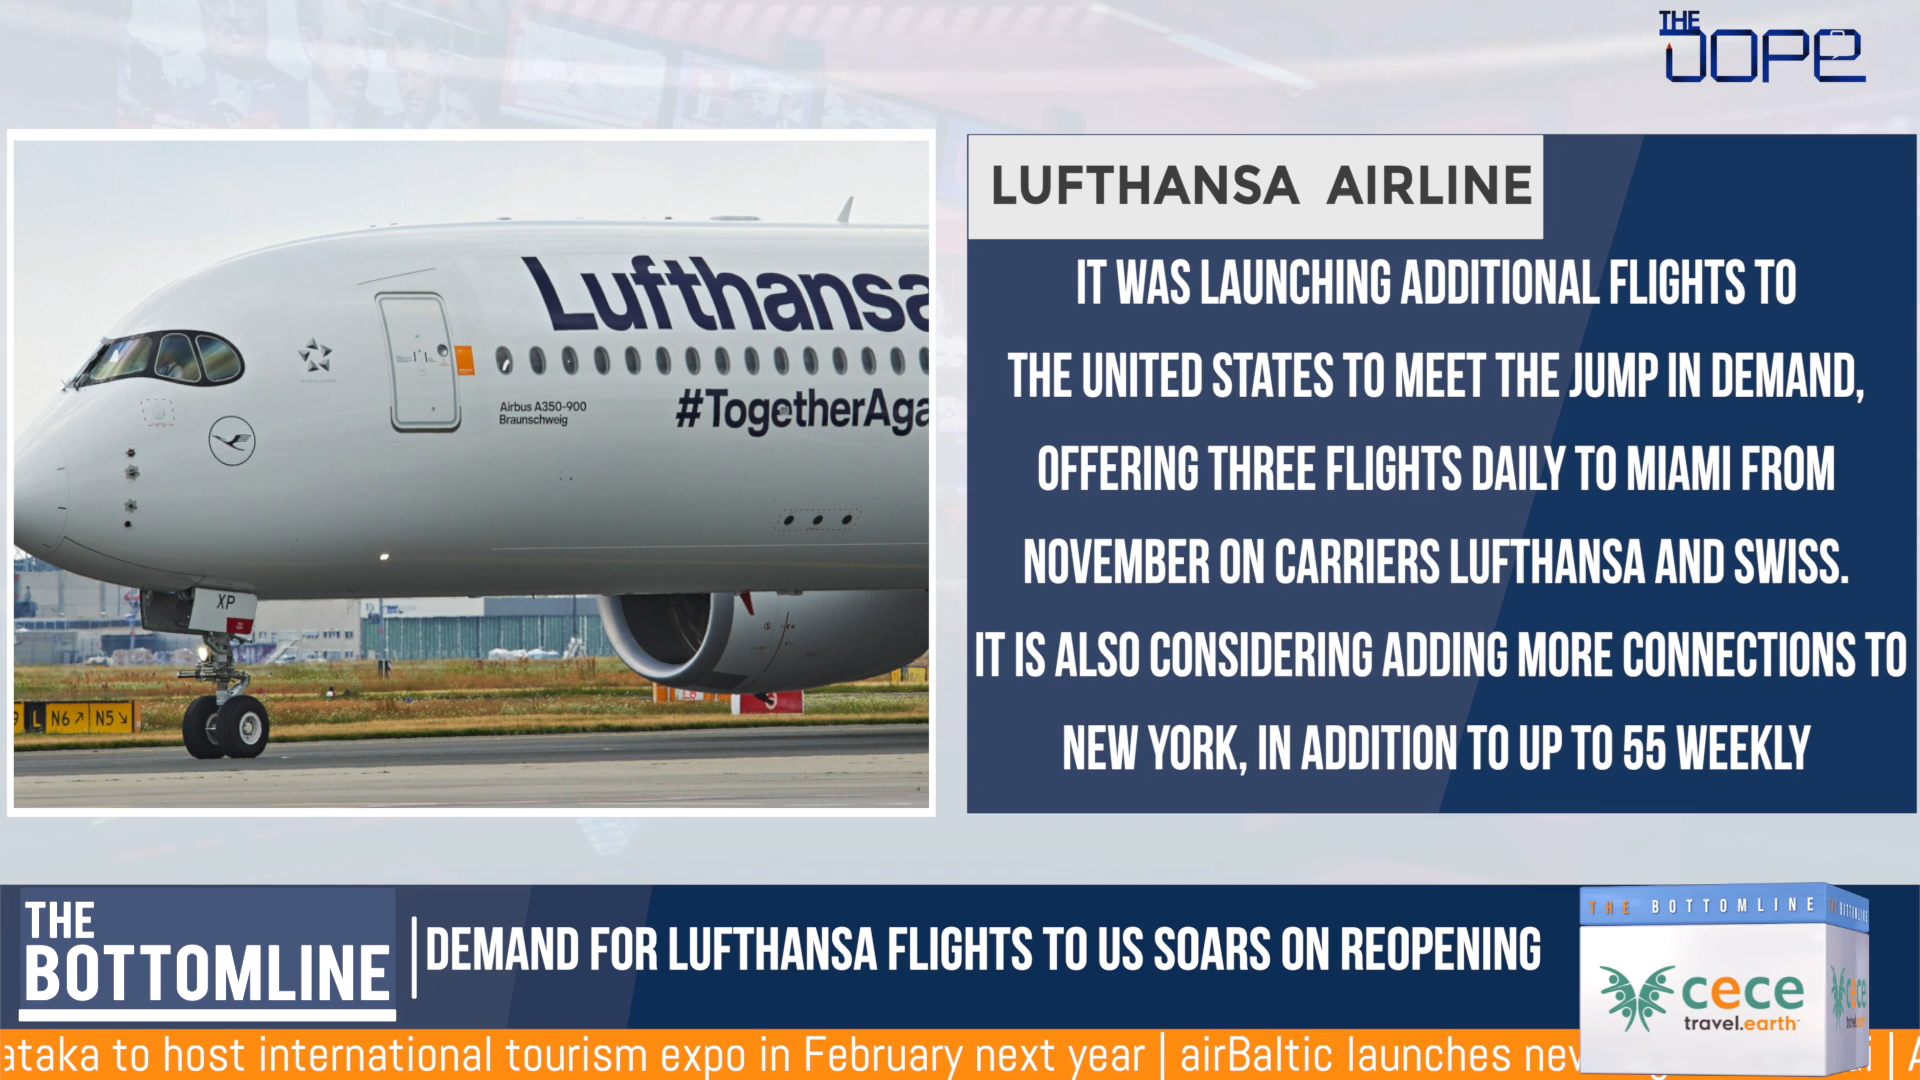 THE
DOPE
Lufthansa
Airbus A350-900
Braunschweig
#TogetherAga
XP
L N6↗ N5↘
LUFTHANSA AIRLINE
IT WAS LAUNCHING ADDITIONAL FLIGHTS TO
THE UNITED STATES TO MEET THE JUMP IN DEMAND,
OFFERING THREE FLIGHTS DAILY TO MIAMI FROM
NOVEMBER ON CARRIERS LUFTHANSA AND SWISS.
IT IS ALSO CONSIDERING ADDING MORE CONNECTIONS TO
NEW YORK, IN ADDITION TO UP TO 55 WEEKLY
THE
BOTTOMLINE
DEMAND FOR LUFTHANSA FLIGHTS TO US SOARS ON REOPENING
THE BOTTOMLINE
cece
travel.earth
ataka to host international tourism expo in February next year | airBaltic launches